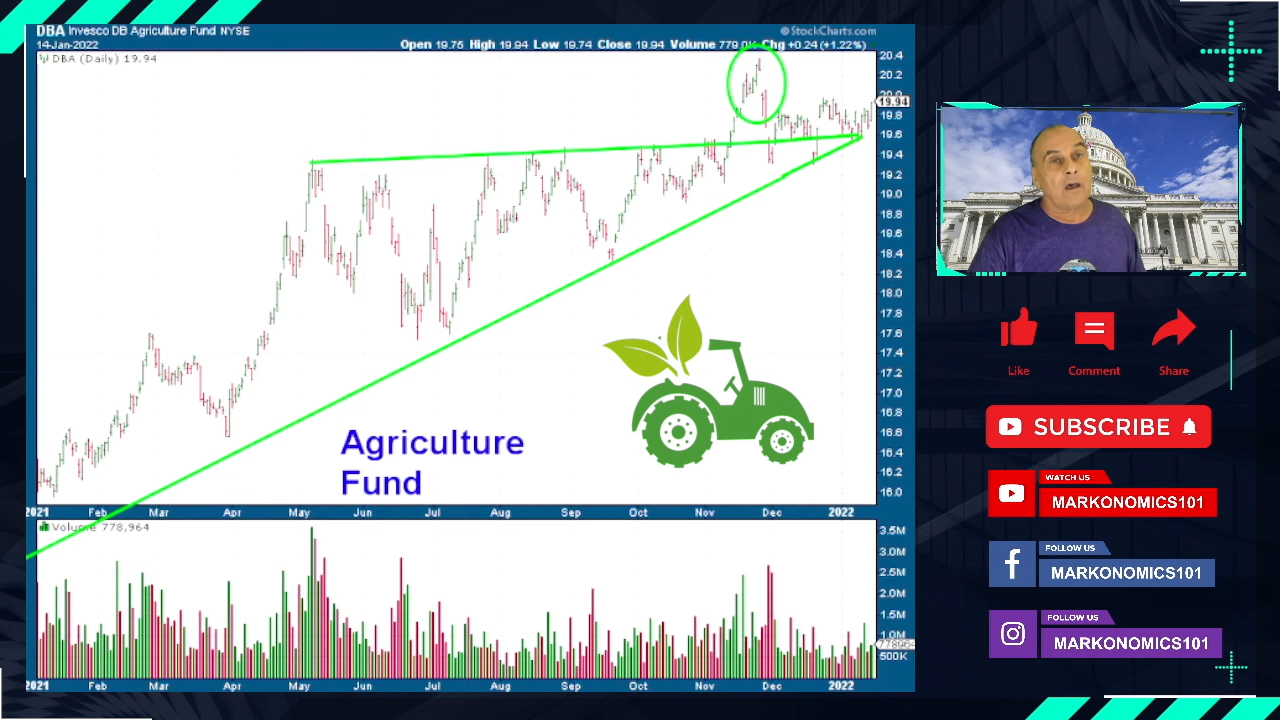 DBA Invesco DB Agriculture Fund NYSE
© StockCharts.com
14-Jan-2022
Open 19.75 High 19.94 Low 19.74 Close 19.94 Volume 779.0K Chg +0.24 (+1.22%)
DBA (Daily) 19.94
20.4
20.2
20.0
19.94
19.8
19.6
19.4
19.2
19.0
18.8
18.6
18.4
18.2
18.0
17.8
17.6
17.4
17.2
17.0
16.8
16.6
16.4
16.2
16.0
Agriculture
Fund
2021 Feb Mar Apr May Jun Jul Aug Sep Oct Nov Dec 2022
Volume 778,964
3.5M
3.0M
2.5M
2.0M
1.5M
1.0M
778964
500K
2021 Feb Mar Apr May Jun Jul Aug Sep Oct Nov Dec 2022
Like Comment Share
SUBSCRIBE
WATCH US
MARKONOMICS101
FOLLOW US
MARKONOMICS101
FOLLOW US
MARKONOMICS101